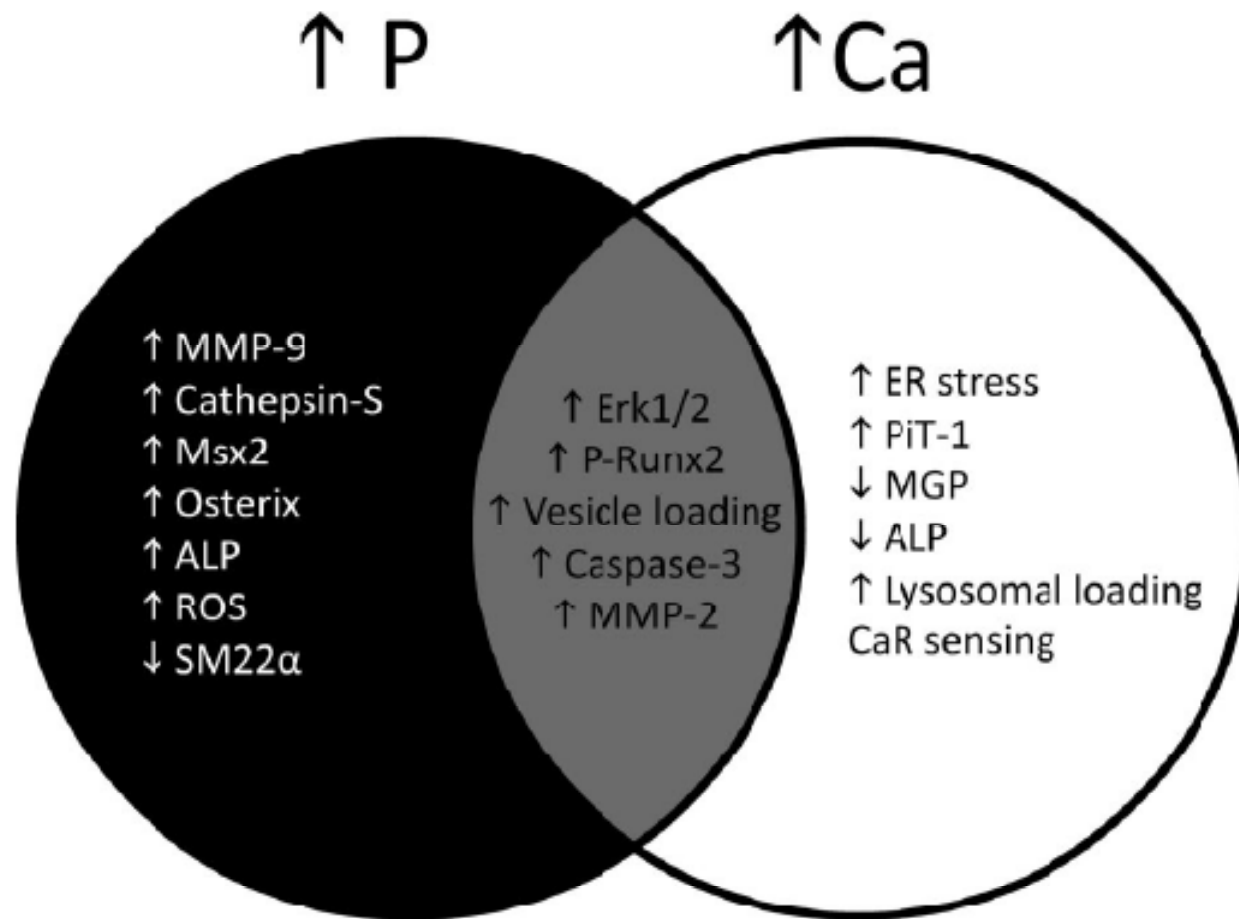 ↑ P
↑Ca
↑ MMP-9
↑ Cathepsin-S
↑ Msx2
↑ Osterix
↑ ALP
↑ ROS
↓ SM22α
↑ Erk1/2
↑ P-Runx2
↑ Vesicle loading
↑ Caspase-3
↑ MMP-2
↑ ER stress
↑ PiT-1
↓ MGP
↓ ALP
↑ Lysosomal loading
CaR sensing